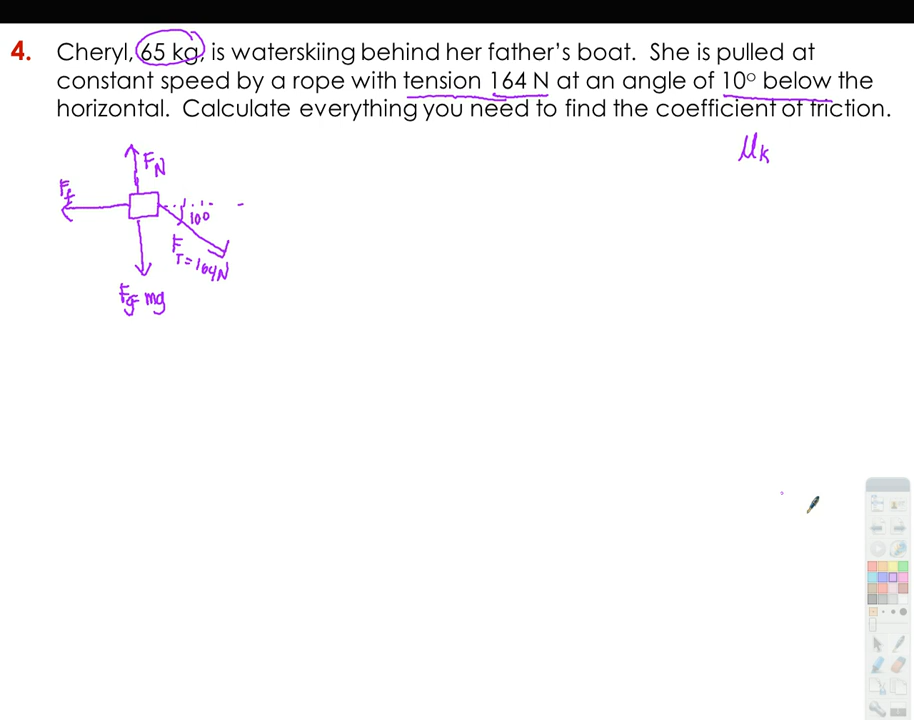 4. Cheryl, 65 kg, is waterskiing behind her father's boat. She is pulled at
constant speed by a rope with tension 164 N at an angle of 10° below the
horizontal. Calculate everything you need to find the coefficient of friction.
μk
FN
Ff
10°
FT=164N
Fg=mg